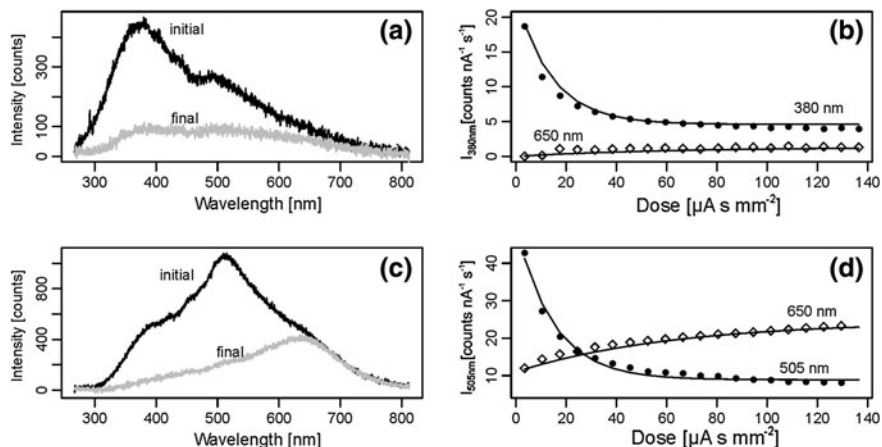 (a)
initial
final
Intensity [counts]
0 100 300
300 400 500 600 700 800
Wavelength [nm]
(b)
380 nm
650 nm
I380nm[counts nA-1 s-1]
0 5 10 15 20
0 20 40 60 80 100 120 140
Dose [µA s mm-2]
(c)
initial
final
Intensity [counts]
0 400 800
300 400 500 600 700 800
Wavelength [nm]
(d)
650 nm
505 nm
I505nm[counts nA-1 s-1]
10 20 30 40
0 20 40 60 80 100 120 140
Dose [µA s mm-2]